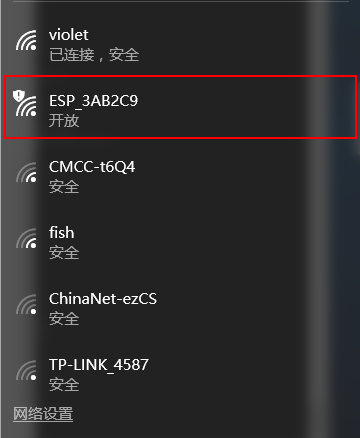 violet
已连接，安全
ESP_3AB2C9
开放
CMCC-t6Q4
安全
fish
安全
ChinaNet-ezCS
安全
TP-LINK_4587
安全
网络设置